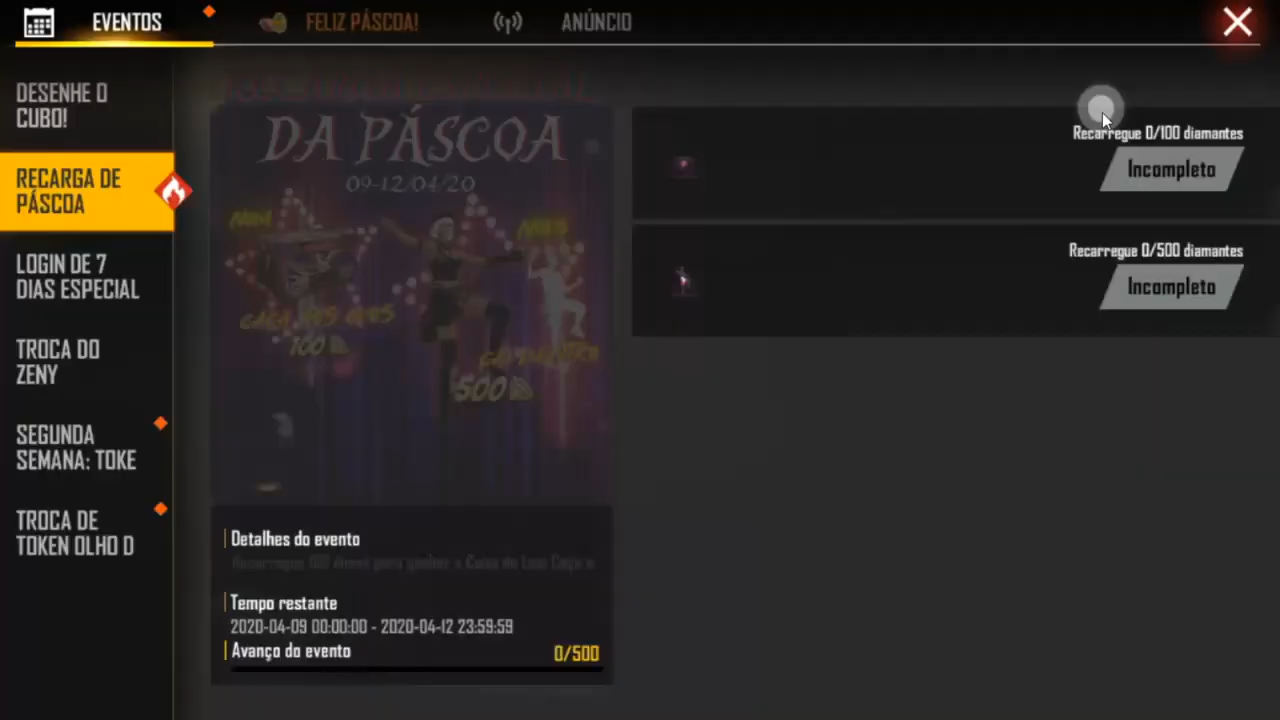 EVENTOS
FELIZ PÁSCOA!
ANÚNCIO
DESENHE O
CUBO!
RECARGA DE
PÁSCOA
LOGIN DE 7
DIAS ESPECIAL
TROCA DO
ZENY
SEGUNDA
SEMANA: TOKE
TROCA DE
TOKEN OLHO D
DA PÁSCOA
09-12/04/20
100
500
Detalhes do evento
Tempo restante
2020-04-09 00:00:00 - 2020-04-12 23:59:59
Avanço do evento
0/500
Recarregue 0/100 diamantes
Incompleto
Recarregue 0/500 diamantes
Incompleto